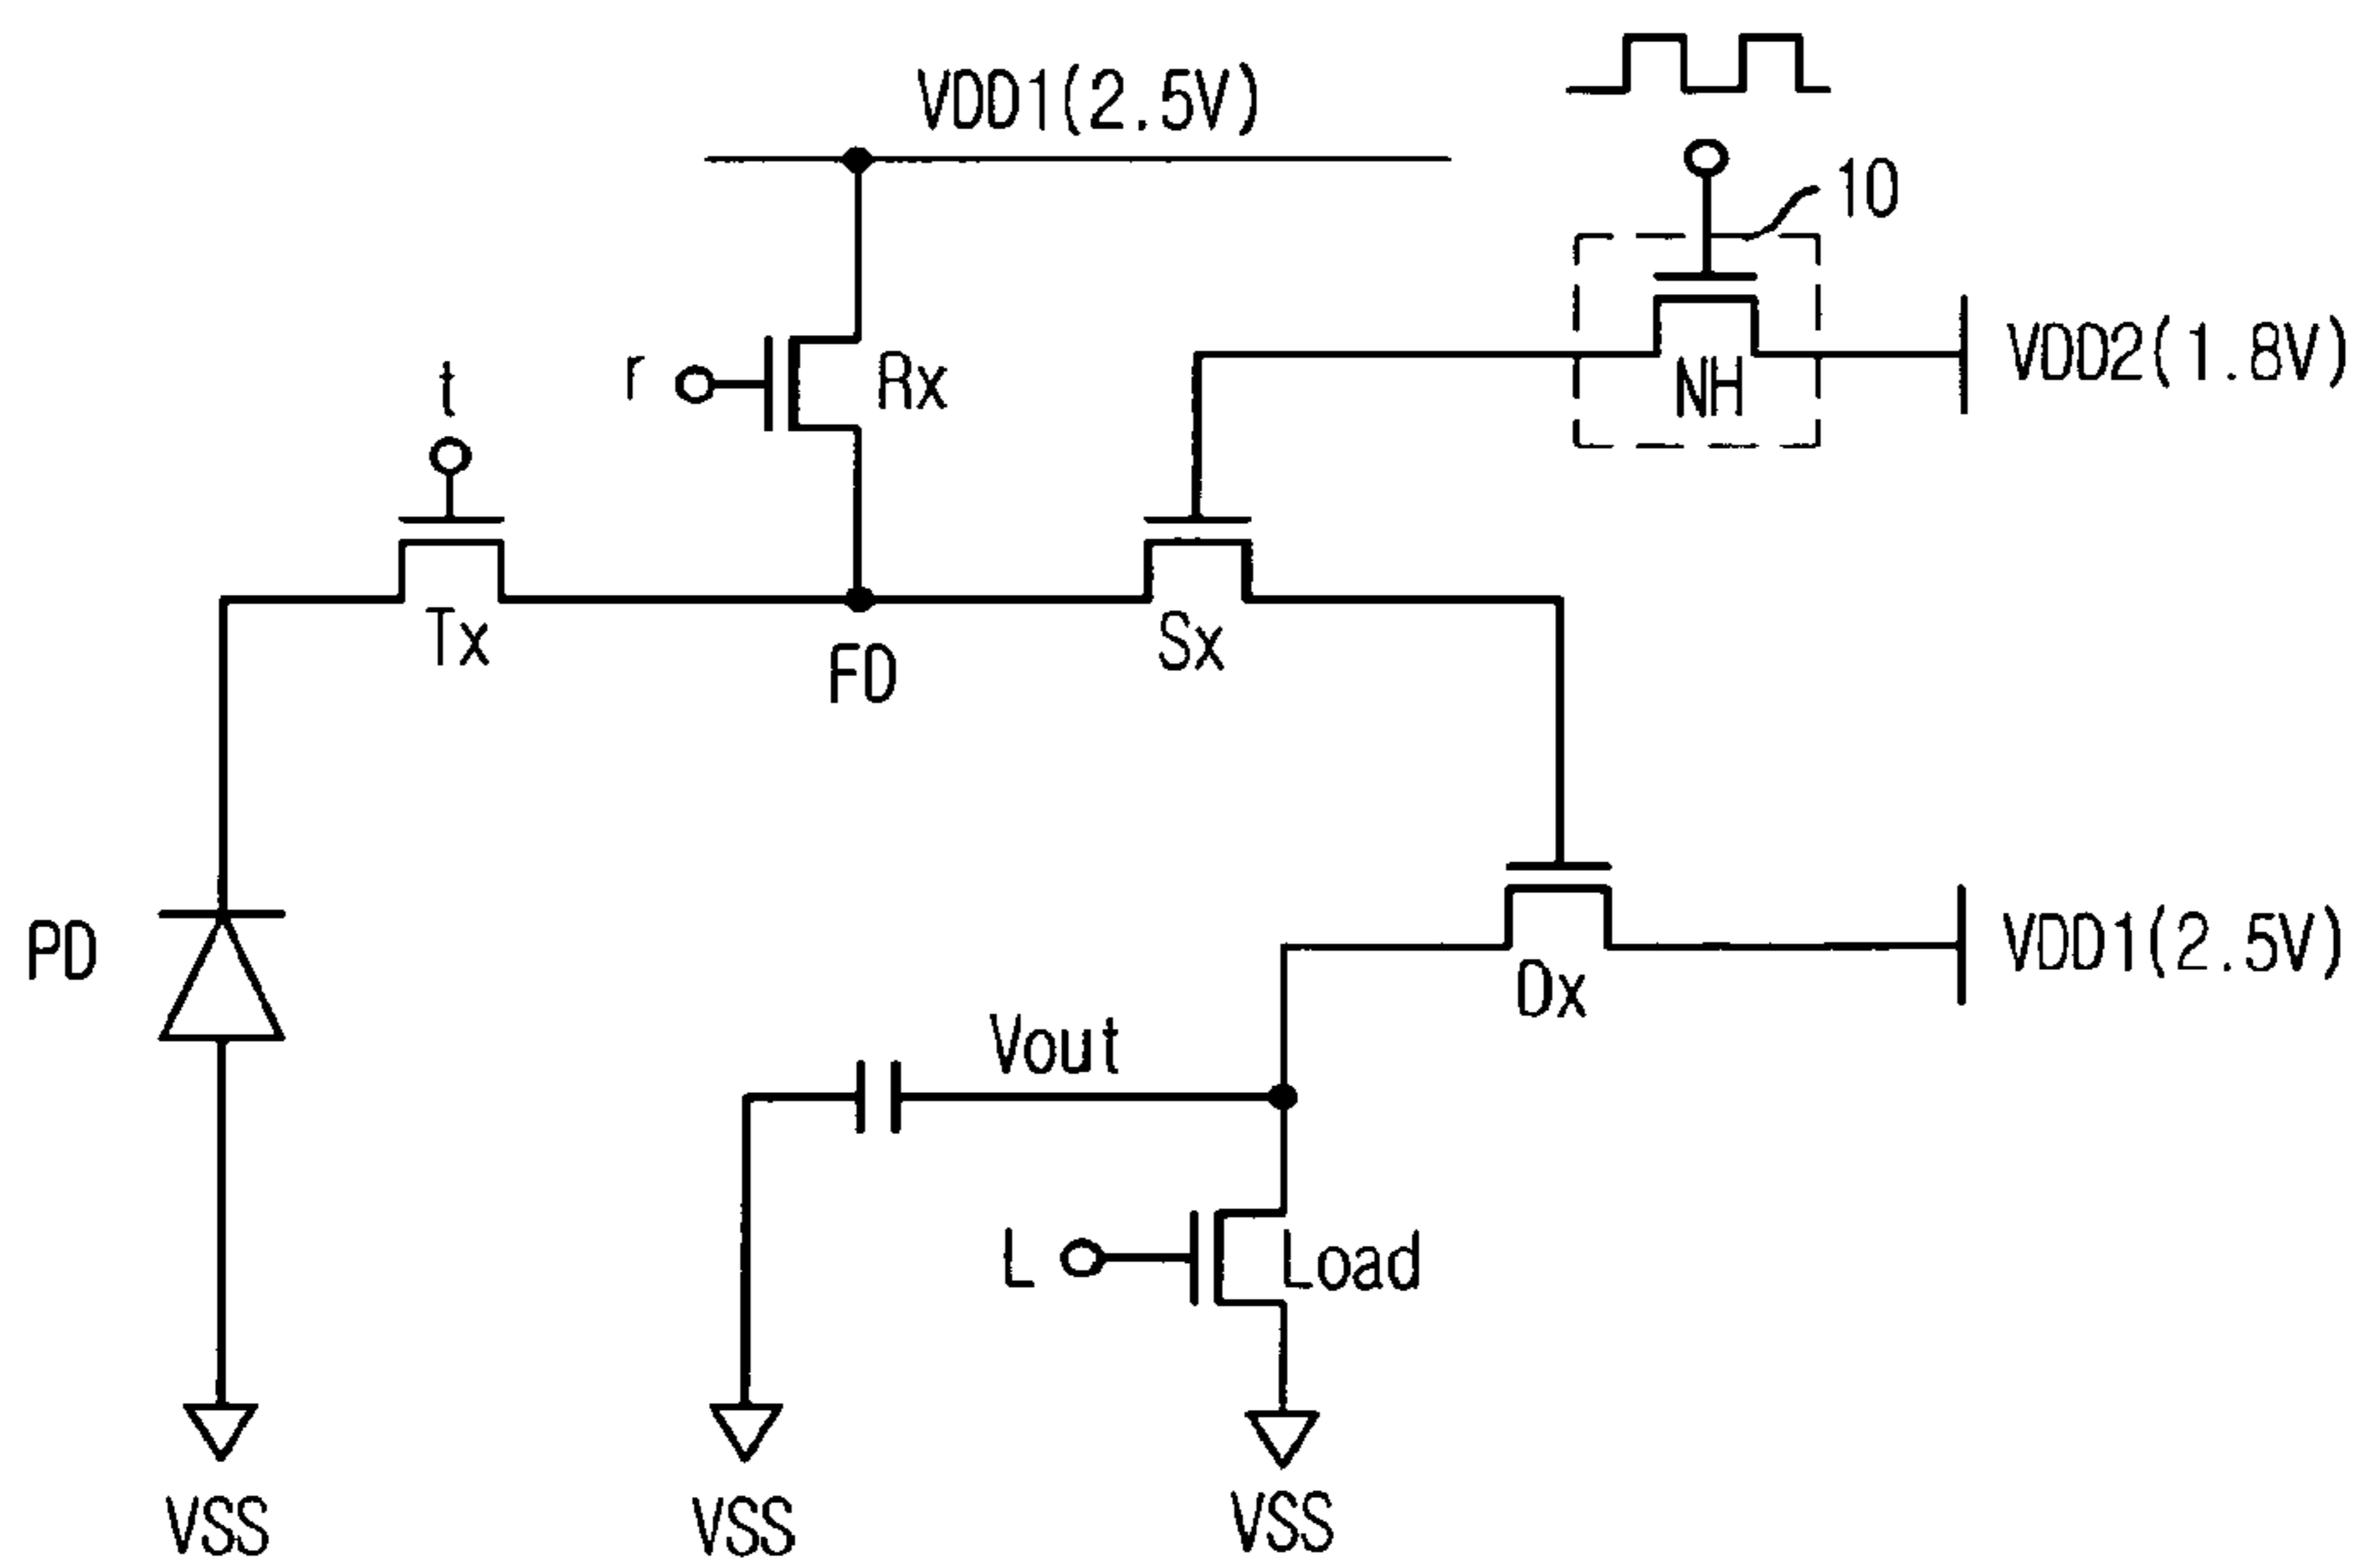 VDD1(2.5V)
10
r
Rx
t
NH
VDD2(1.8V)
Tx
FD
Sx
PD
Dx
VDD1(2.5V)
Vout
L
Load
VSS
VSS
VSS